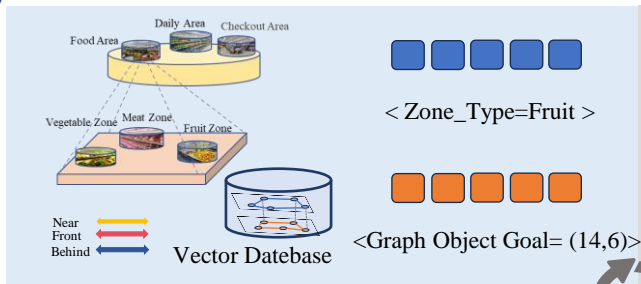 Daily Area
Food Area
Checkout Area
Vegetable Zone
Meat Zone
Fruit Zone
Near
Front
Behind
Vector Datebase
< Zone_Type=Fruit >
<Graph Object Goal= (14,6)>